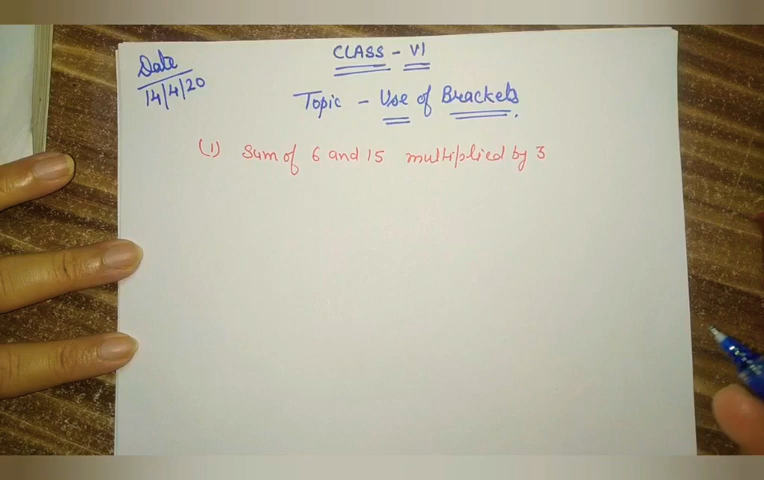 Date
14/4/20
CLASS - VI
Topic - Use of Brackets.
(1) Sum of 6 and 15 multiplied by 3